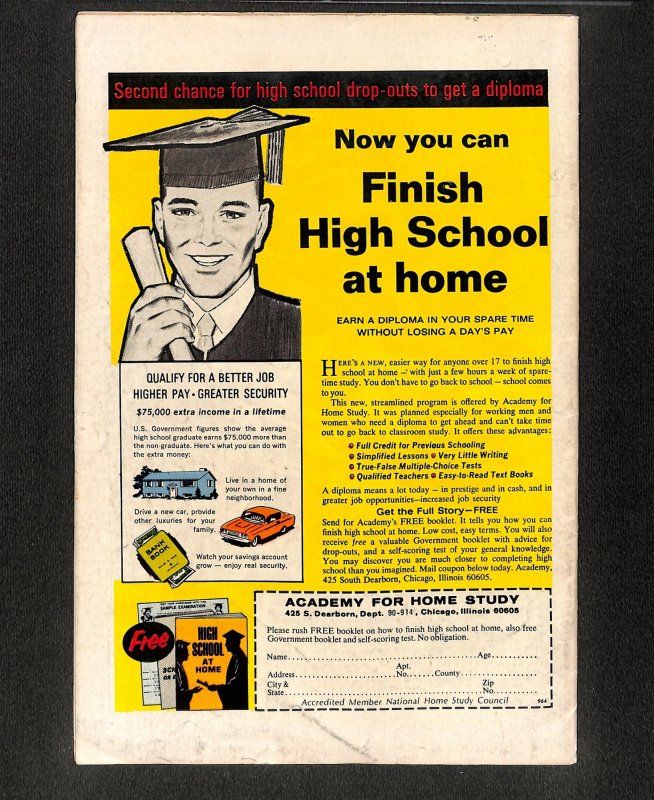 Second chance for high school drop-outs to get a diploma
Now you can
Finish
High School
at home
EARN A DIPLOMA IN YOUR SPARE TIME
WITHOUT LOSING A DAY'S PAY
QUALIFY FOR A BETTER JOB
HIGHER PAY • GREATER SECURITY
$75,000 extra income in a lifetime
U.S. Government figures show the average
high school graduate earns $75,000 more than
the non-graduate. Here's what you can do with
the extra money:
Live in a home of
your own in a fine
neighborhood.
Drive a new car, provide
other luxuries for your
family.
BANK
BOOK
Watch your savings account
grow — enjoy real security.
HERE'S A NEW, easier way for anyone over 17 to finish high
school at home — with just a few hours a week of spare-
time study. You don't have to go back to school — school comes
to you.
This new, streamlined program is offered by Academy for
Home Study. It was planned especially for working men and
women who need a diploma to get ahead and can't take time
out to go back to classroom study. It offers these advantages:
• Full Credit for Previous Schooling
• Simplified Lessons • Very Little Writing
• True-False Multiple-Choice Tests
• Qualified Teachers • Easy-to-Read Text Books
A diploma means a lot today — in prestige and in cash, and in
greater job opportunities—increased job security
Get the Full Story—FREE
Send for Academy's FREE booklet. It tells you how you can
finish high school at home. Low cost, easy terms. You will also
receive free a valuable Government booklet with advice for
drop-outs, and a self-scoring test of your general knowledge.
You may discover you are much closer to completing high
school than you imagined. Mail coupon below today. Academy,
425 South Dearborn, Chicago, Illinois 60605.
SAMPLE EXAMINATION
Free
HIGH
SCHOOL
AT
HOME
ACADEMY FOR HOME STUDY
425 S. Dearborn, Dept. 90-914, Chicago, Illinois 60605
Please rush FREE booklet on how to finish high school at home, also free
Government booklet and self-scoring test. No obligation.
Name Age
Address Apt. No. County
City & State Zip No.
Accredited Member National Home Study Council 964